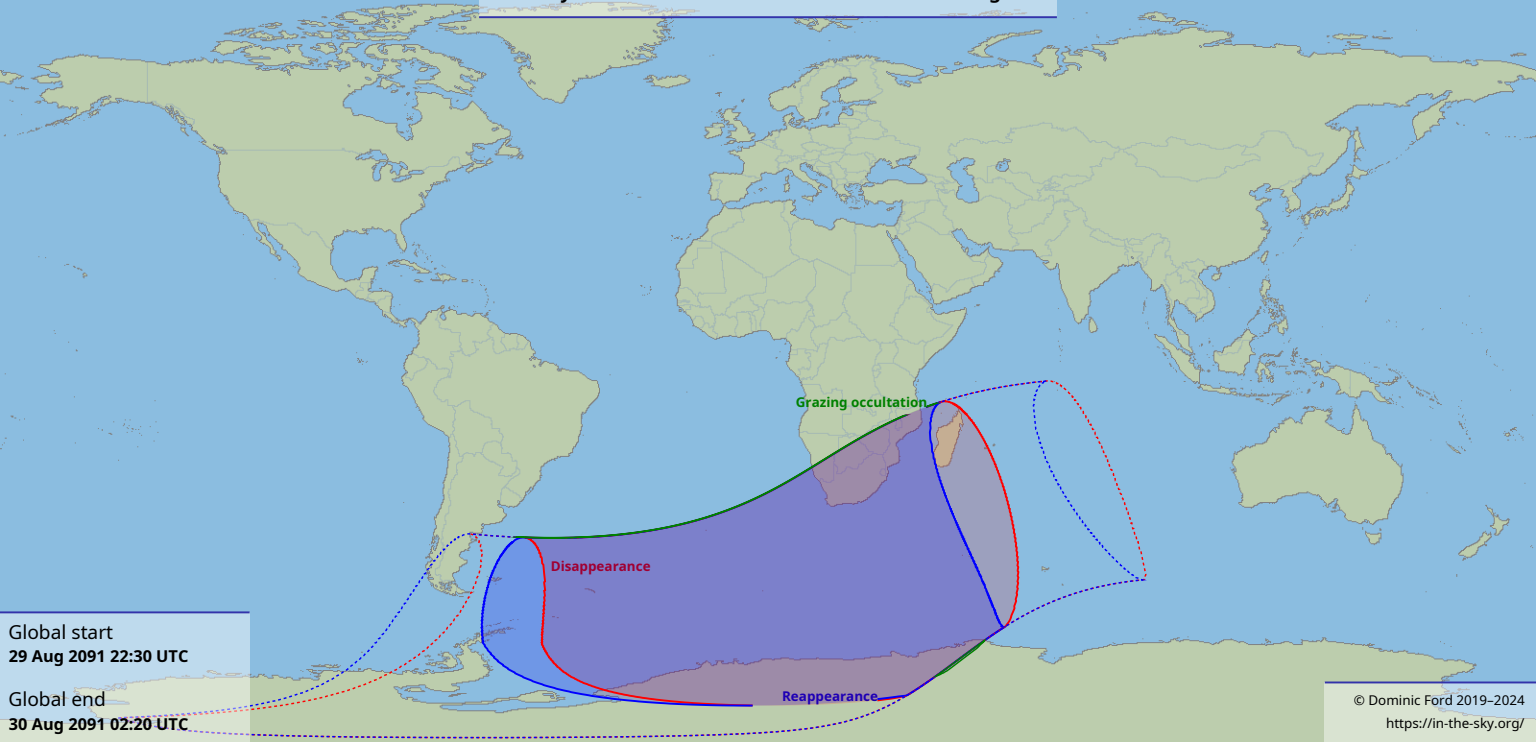 Grazing occultation
Disappearance
Reappearance
Global start
29 Aug 2091 22:30 UTC
Global end
30 Aug 2091 02:20 UTC
© Dominic Ford 2019–2024
https://in-the-sky.org/